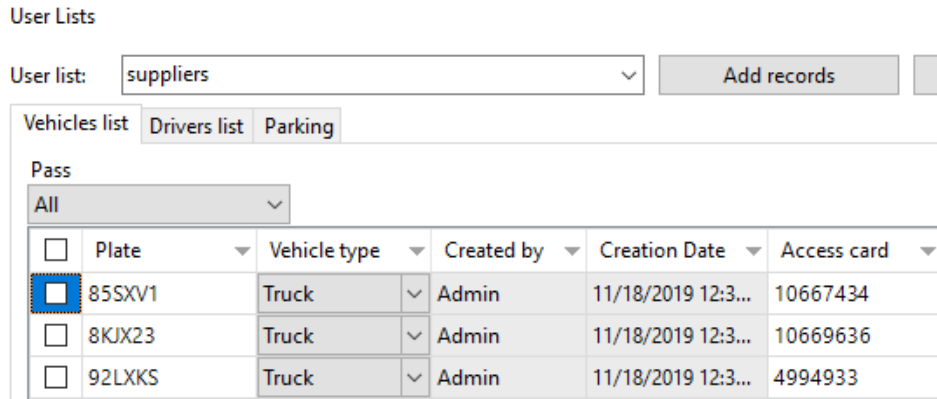 User Lists
User list: suppliers Add records
Vehicles list Drivers list Parking
Pass
All
Plate Vehicle type Created by Creation Date Access card
85SXV1 Truck Admin 11/18/2019 12:3... 10667434
8KJX23 Truck Admin 11/18/2019 12:3... 10669636
92LXKS Truck Admin 11/18/2019 12:3... 4994933